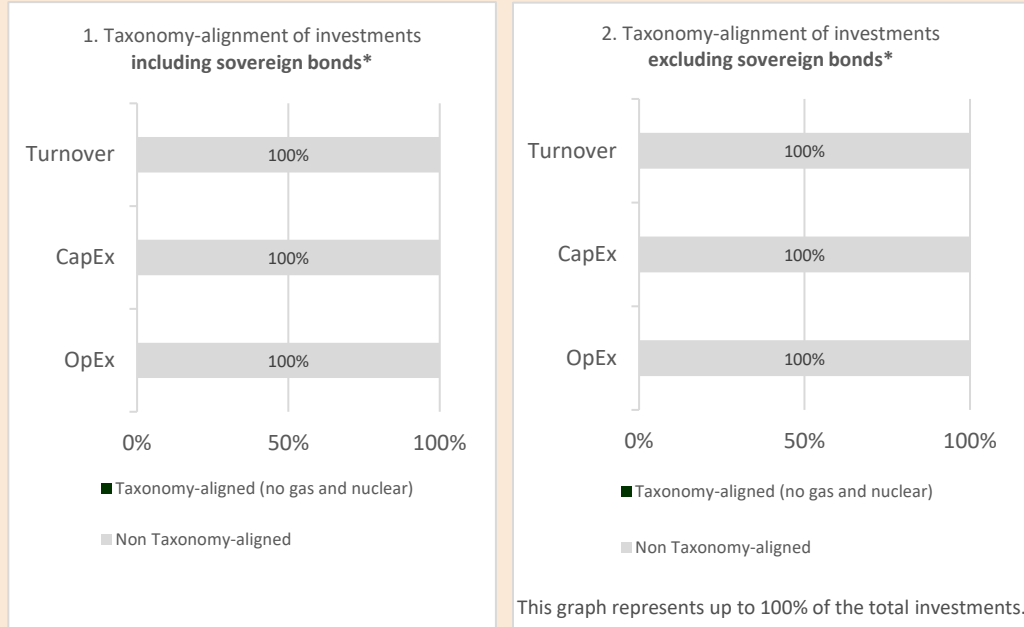 1. Taxonomy-alignment of investments
including sovereign bonds*
Turnover
100%
CapEx
100%
OpEx
100%
0%
50%
100%
Taxonomy-aligned (no gas and nuclear)
Non Taxonomy-aligned
2. Taxonomy-alignment of investments
excluding sovereign bonds*
Turnover
100%
CapEx
100%
OpEx
100%
0%
50%
100%
Taxonomy-aligned (no gas and nuclear)
Non Taxonomy-aligned
This graph represents up to 100% of the total investments.